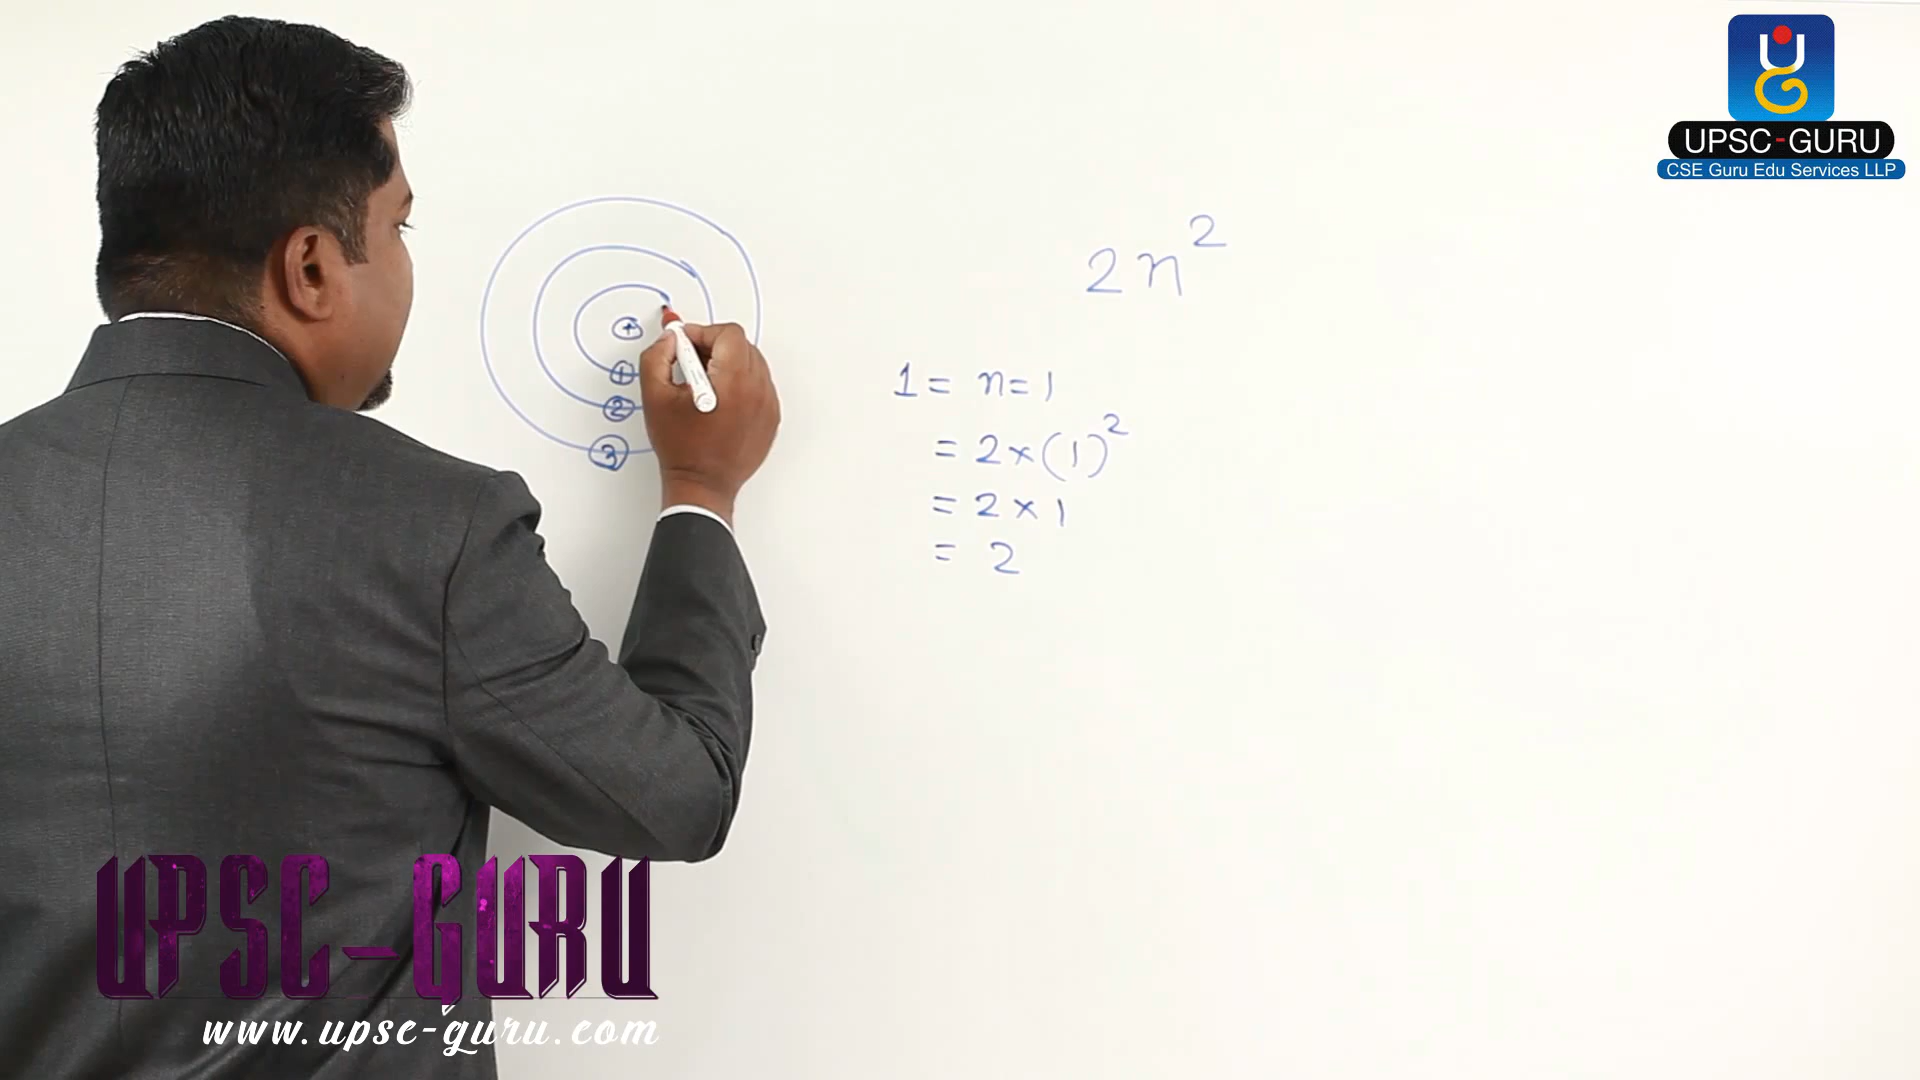 UPSC-GURU
CSE Guru Edu Services LLP
2n²
+
1
2
3
1 = n=1
= 2×(1)²
= 2×1
= 2
UPSC-GURU
www.upsc-guru.com